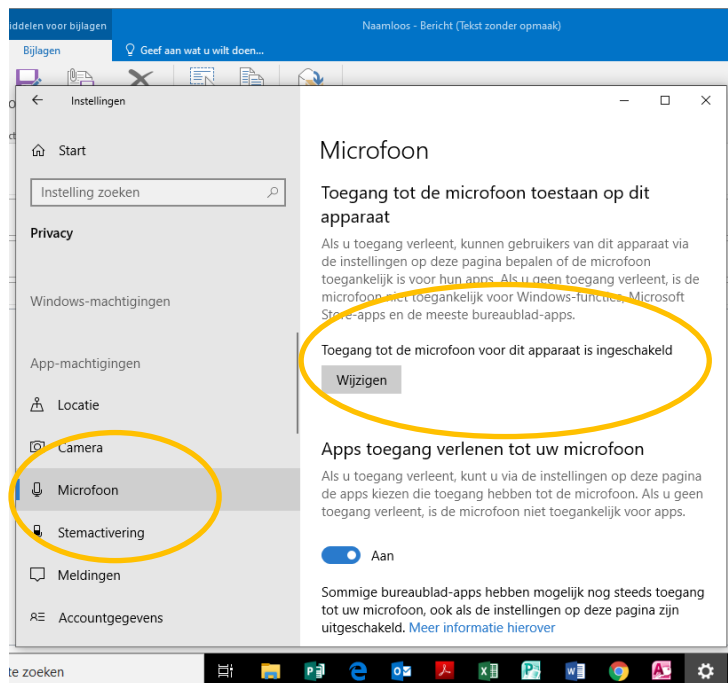 middelen voor bijlagen
Naamloos - Bericht (Tekst zonder opmaak)
Bijlagen
Geef aan wat u wilt doen...
Instellingen
Start
Instelling zoeken
Privacy
Windows-machtigingen
App-machtigingen
Locatie
Camera
Microfoon
Stemactivering
Meldingen
Accountgegevens
Microfoon
Toegang tot de microfoon toestaan op dit
apparaat
Als u toegang verleent, kunnen gebruikers van dit apparaat via
de instellingen op deze pagina bepalen of de microfoon
toegankelijk is voor hun apps. Als u geen toegang verleent, is de
microfoon niet toegankelijk voor Windows-functies, Microsoft
Store-apps en de meeste bureaublad-apps.
Toegang tot de microfoon voor dit apparaat is ingeschakeld
Wijzigen
Apps toegang verlenen tot uw microfoon
Als u toegang verleent, kunt u via de instellingen op deze pagina
de apps kiezen die toegang hebben tot de microfoon. Als u geen
toegang verleent, is de microfoon niet toegankelijk voor apps.
Aan
Sommige bureaublad-apps hebben mogelijk nog steeds toegang
tot uw microfoon, ook als de instellingen op deze pagina zijn
uitgeschakeld. Meer informatie hierover
te zoeken